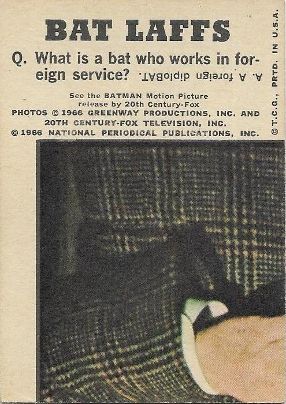 BAT LAFFS
Q. What is a bat who works in for-
eign service?
A. A foreign diploBAT.
See the BATMAN Motion Picture
release by 20th Century-Fox
PHOTOS © 1966 GREENWAY PRODUCTIONS, INC. AND
20TH CENTURY-FOX TELEVISION, INC.
© 1966 NATIONAL PERIODICAL PUBLICATIONS, INC.
© T.C.G., PRTD. IN U.S.A.